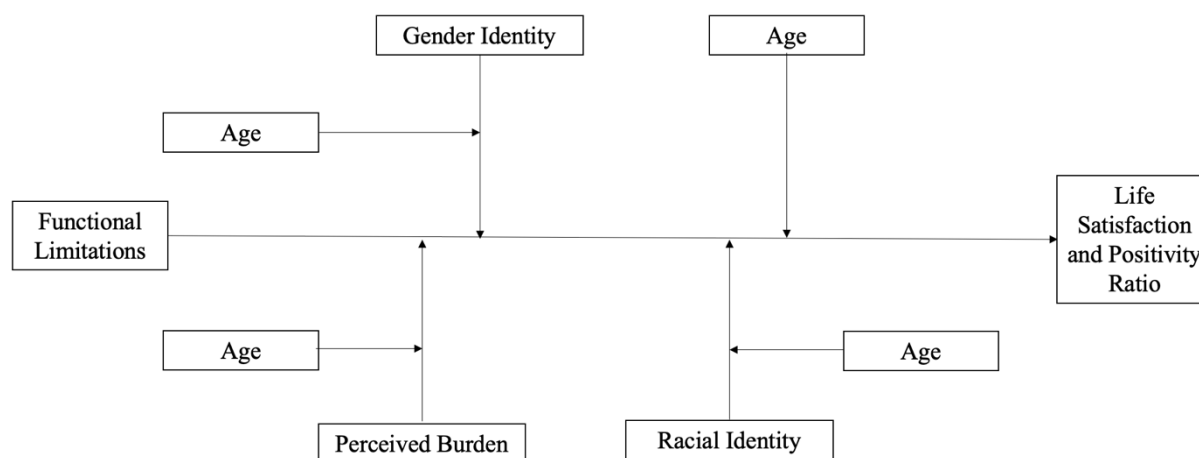 Gender Identity
Age
Age
Functional
Limitations
Life
Satisfaction
and Positivity
Ratio
Age
Age
Perceived Burden
Racial Identity